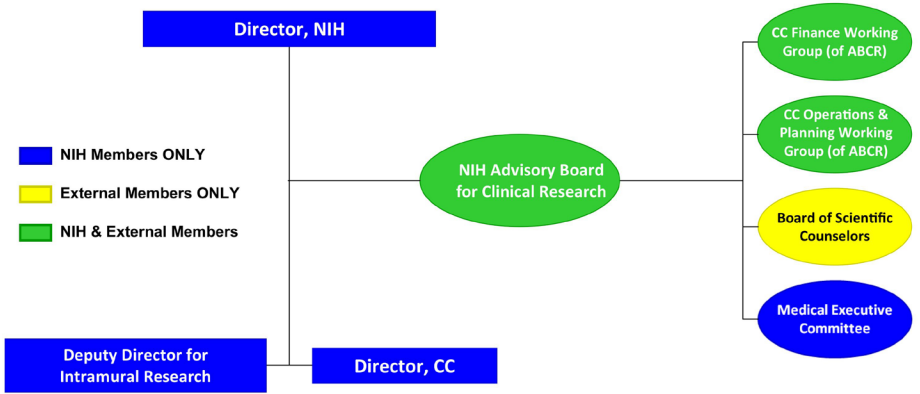 Director, NIH
CC Finance Working
Group (of ABCR)
CC Operations &
Planning Working
Group (of ABCR)
NIH Members ONLY
External Members ONLY
NIH & External Members
NIH Advisory Board
for Clinical Research
Board of Scientific
Counselors
Medical Executive
Committee
Deputy Director for
Intramural Research
Director, CC